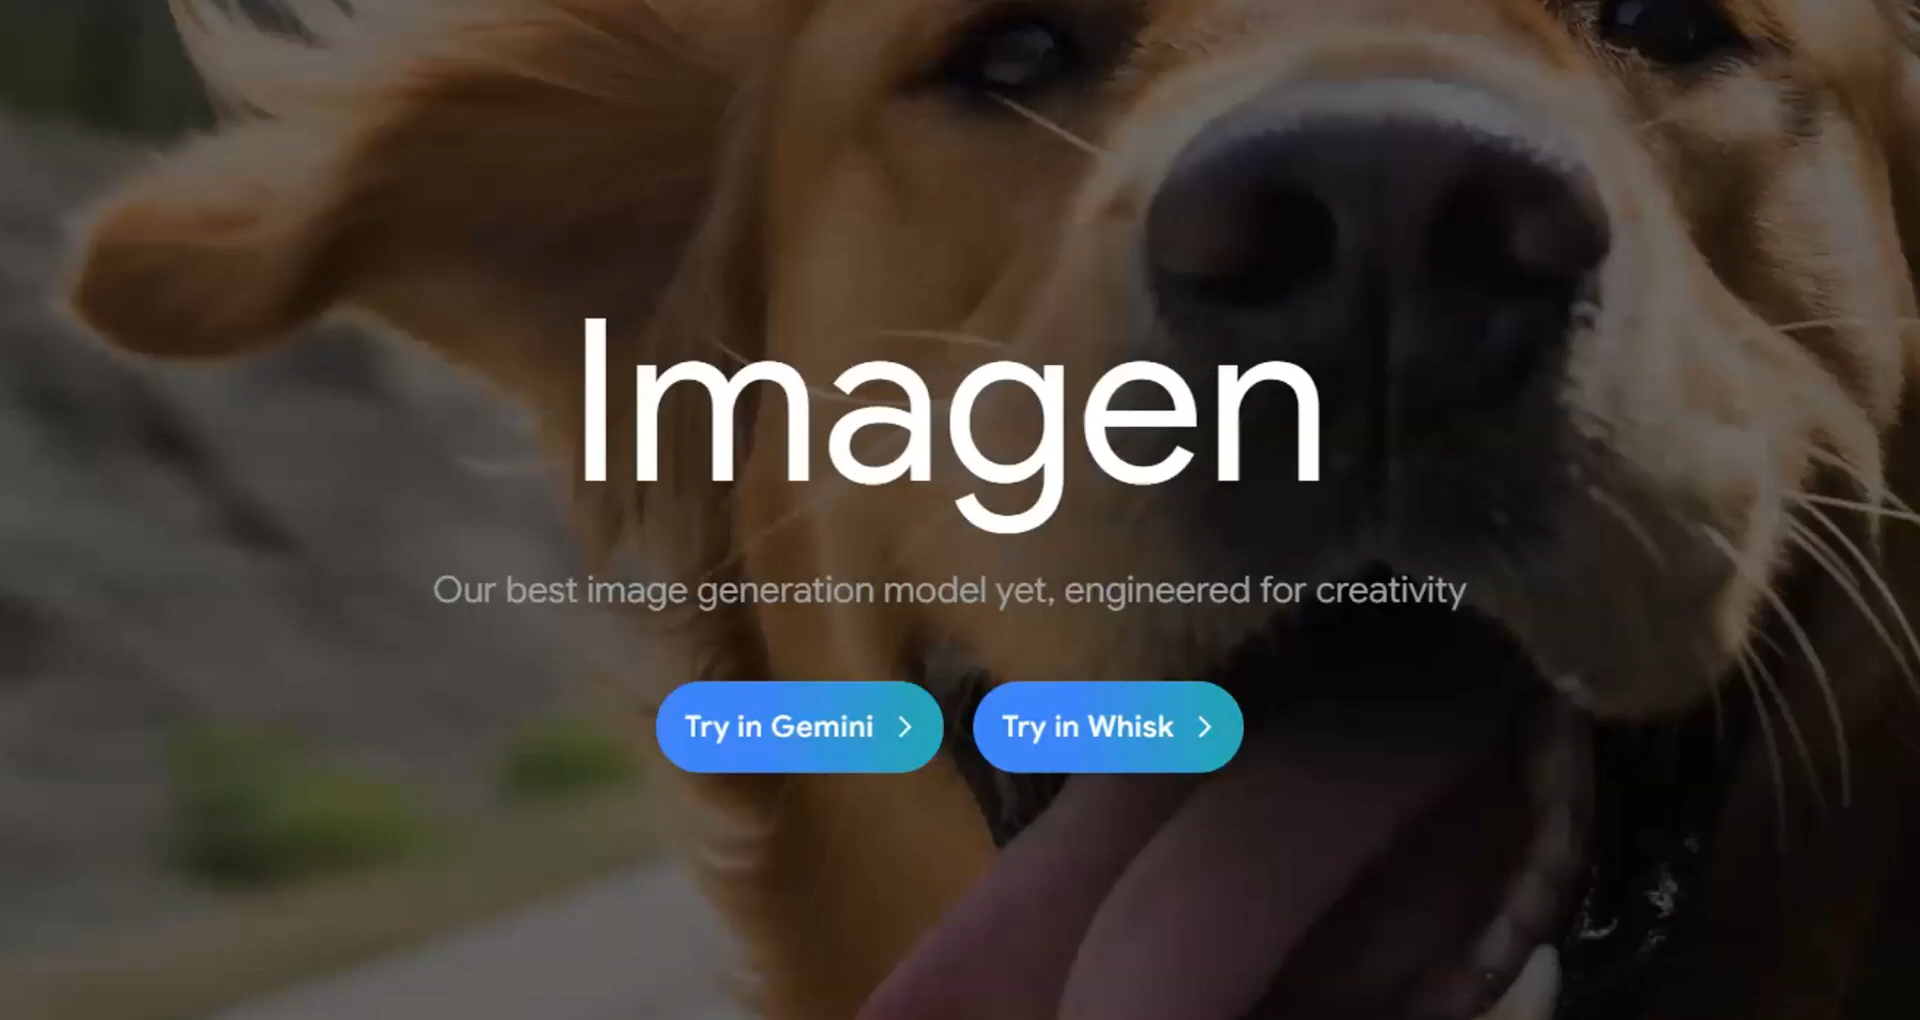 Imagen
Our best image generation model yet, engineered for creativity
Try in Gemini
Try in Whisk